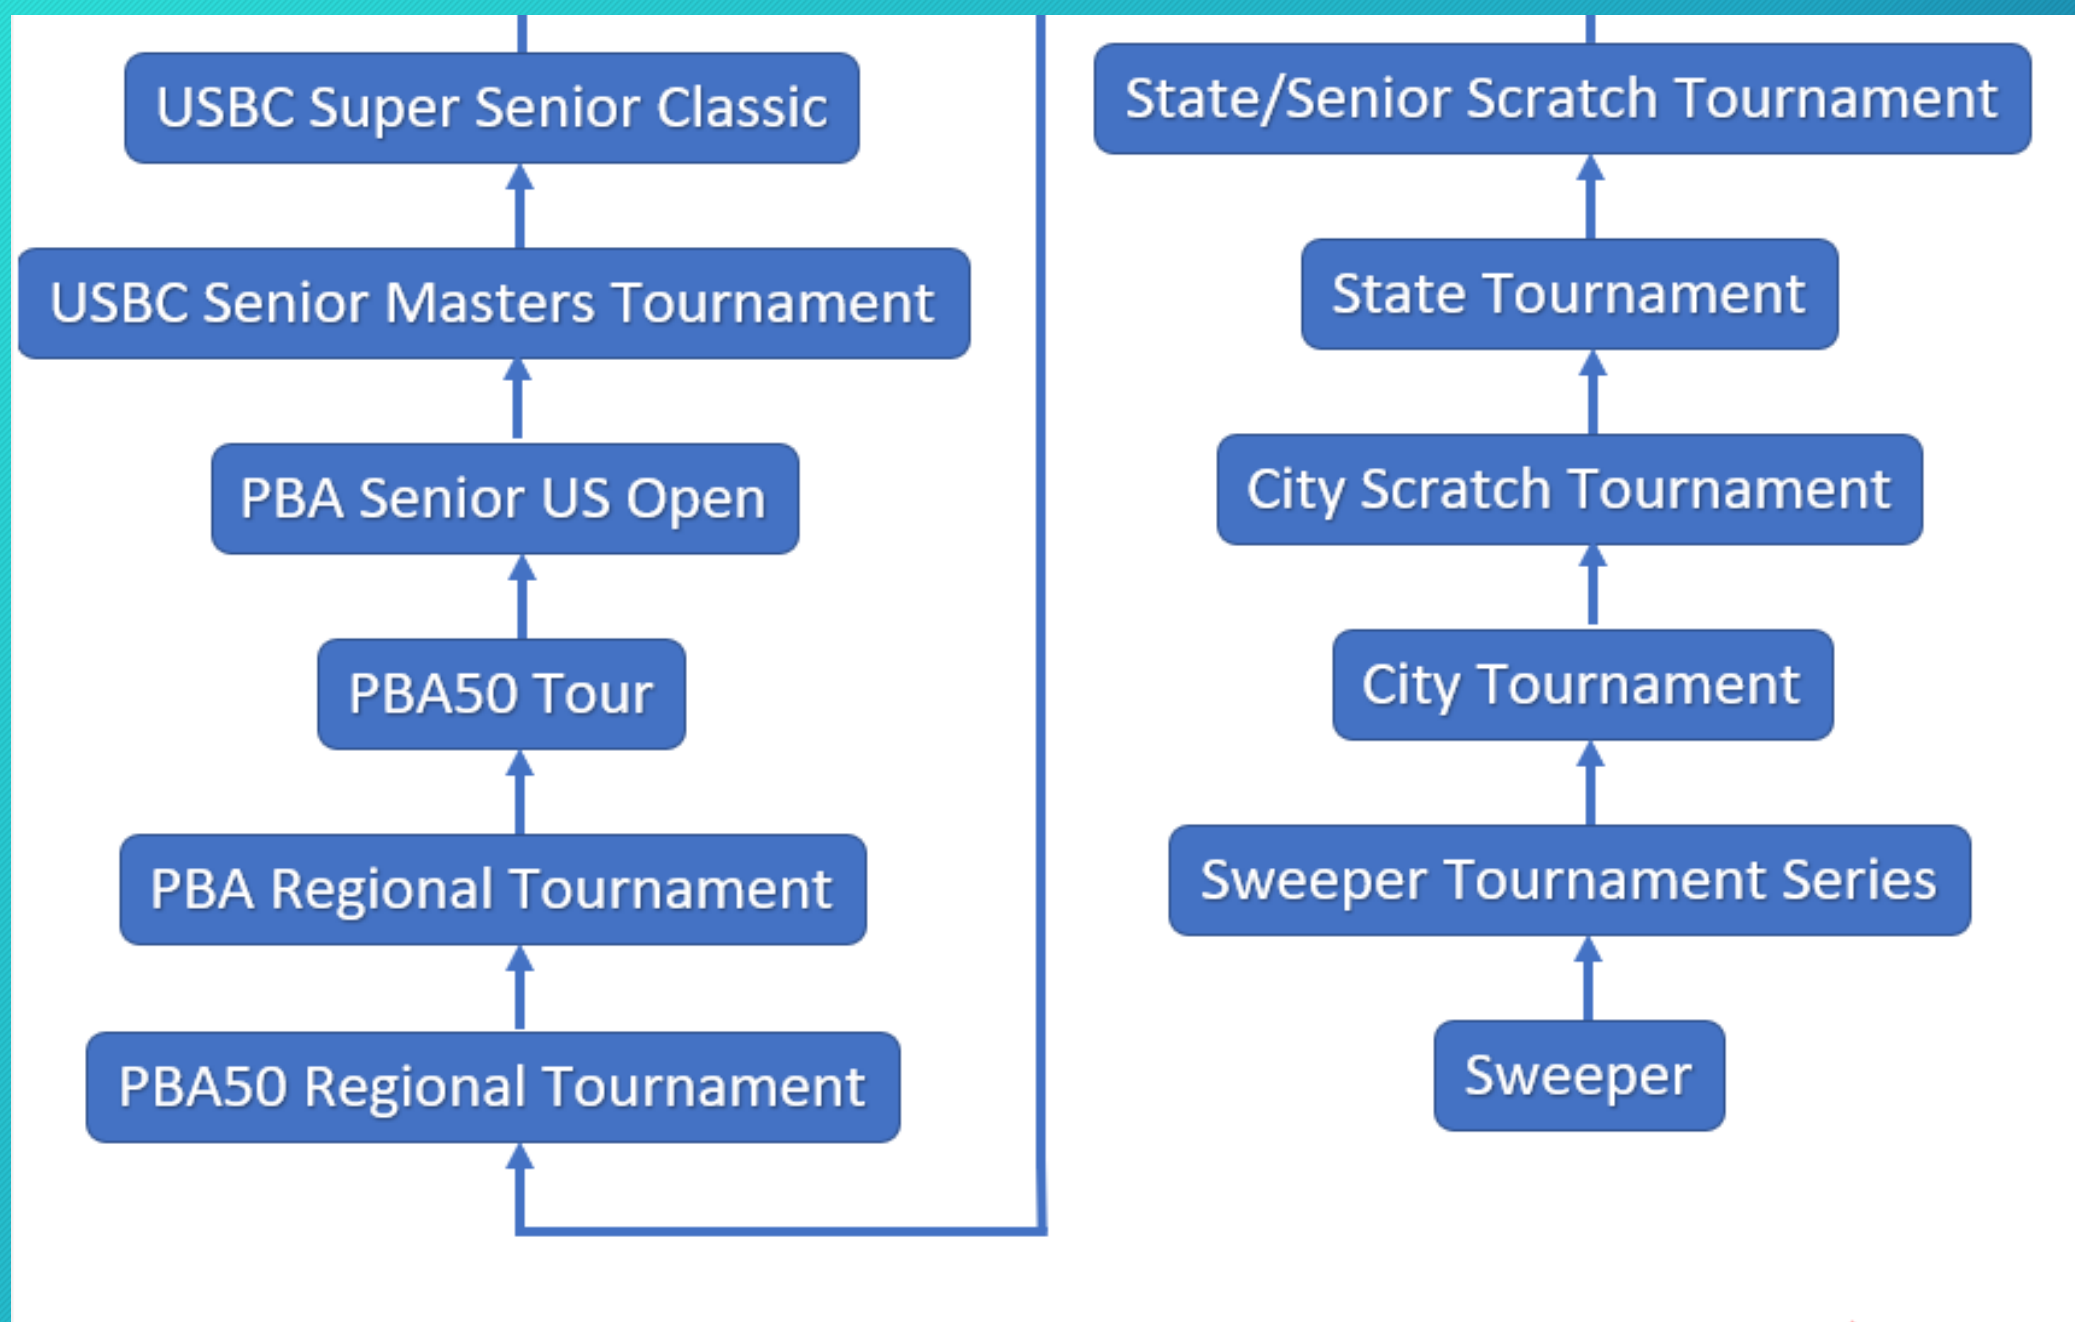 USBC Super Senior Classic
USBC Senior Masters Tournament
PBA Senior US Open
PBA50 Tour
PBA Regional Tournament
PBA50 Regional Tournament
State/Senior Scratch Tournament
State Tournament
City Scratch Tournament
City Tournament
Sweeper Tournament Series
Sweeper